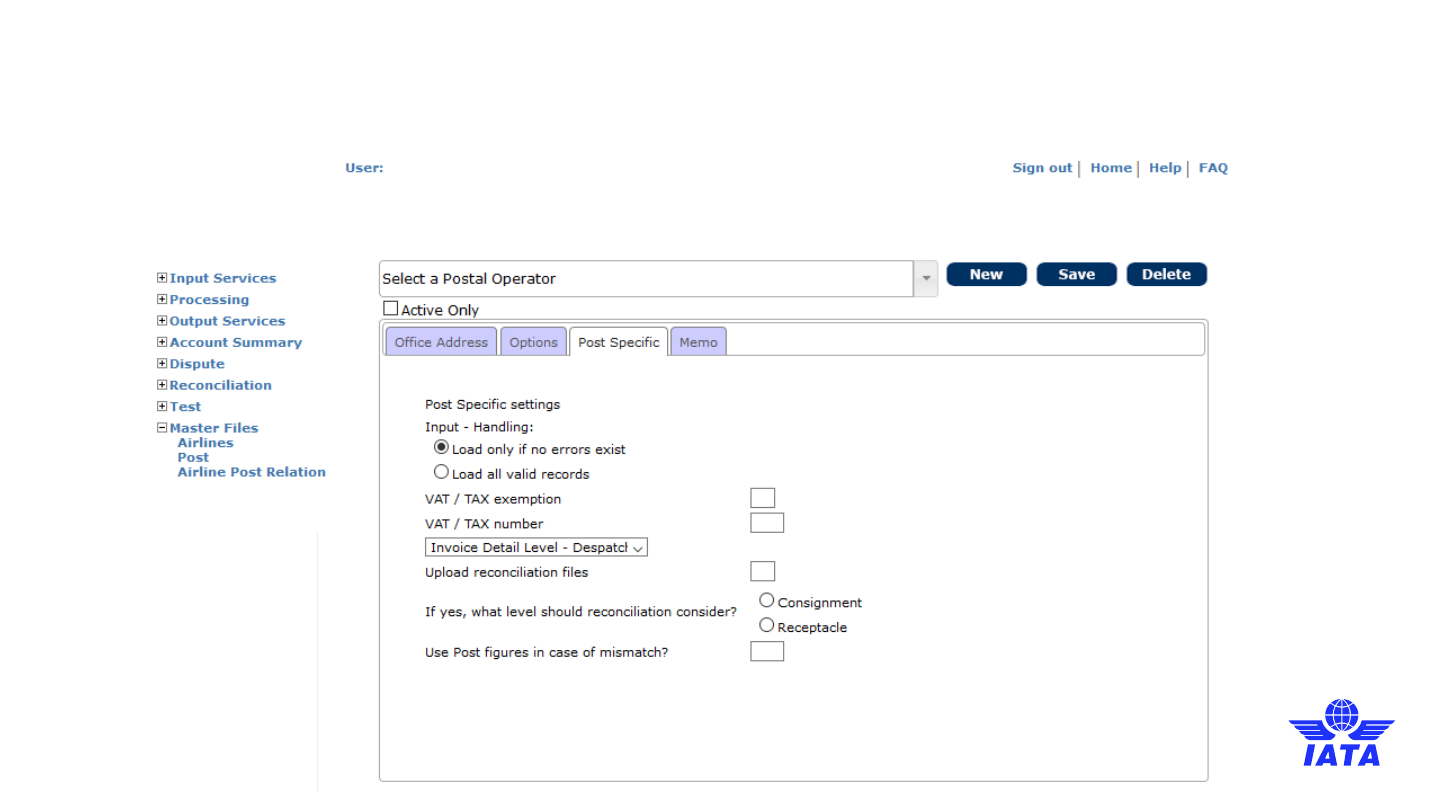 User:
Sign out | Home | Help | FAQ
Select a Postal Operator
New
Save
Delete
Active Only
Input Services
Processing
Output Services
Account Summary
Dispute
Reconciliation
Test
Master Files
Airlines
Post
Airline Post Relation
Office Address
Options
Post Specific
Memo
Post Specific settings
Input - Handling:
Load only if no errors exist
Load all valid records
VAT / TAX exemption
VAT / TAX number
Invoice Detail Level - Despatch
Upload reconciliation files
If yes, what level should reconciliation consider?
Consignment
Receptacle
Use Post figures in case of mismatch?
IATA